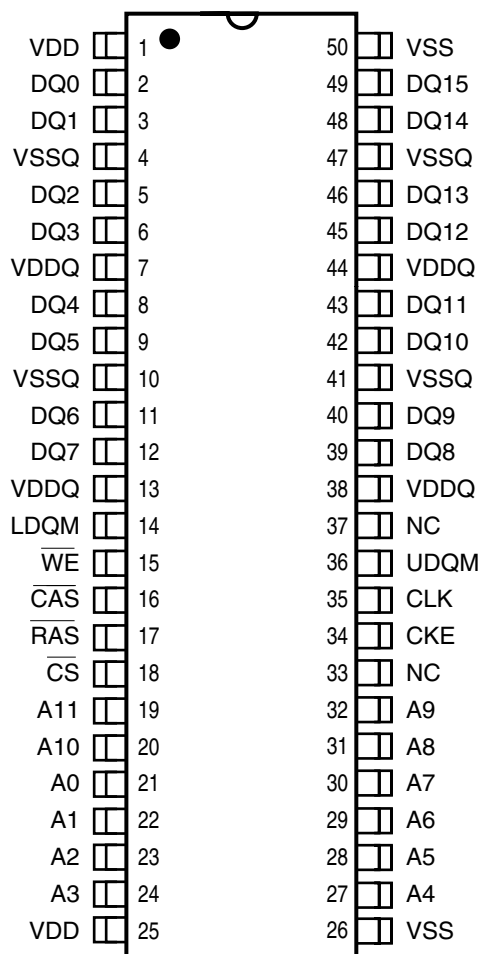 VDD 1 50 VSS
DQ0 2 49 DQ15
DQ1 3 48 DQ14
VSSQ 4 47 VSSQ
DQ2 5 46 DQ13
DQ3 6 45 DQ12
VDDQ 7 44 VDDQ
DQ4 8 43 DQ11
DQ5 9 42 DQ10
VSSQ 10 41 VSSQ
DQ6 11 40 DQ9
DQ7 12 39 DQ8
VDDQ 13 38 VDDQ
LDQM 14 37 NC
W̅E̅ 15 36 UDQM
C̅A̅S̅ 16 35 CLK
R̅A̅S̅ 17 34 CKE
C̅S̅ 18 33 NC
A11 19 32 A9
A10 20 31 A8
A0 21 30 A7
A1 22 29 A6
A2 23 28 A5
A3 24 27 A4
VDD 25 26 VSS